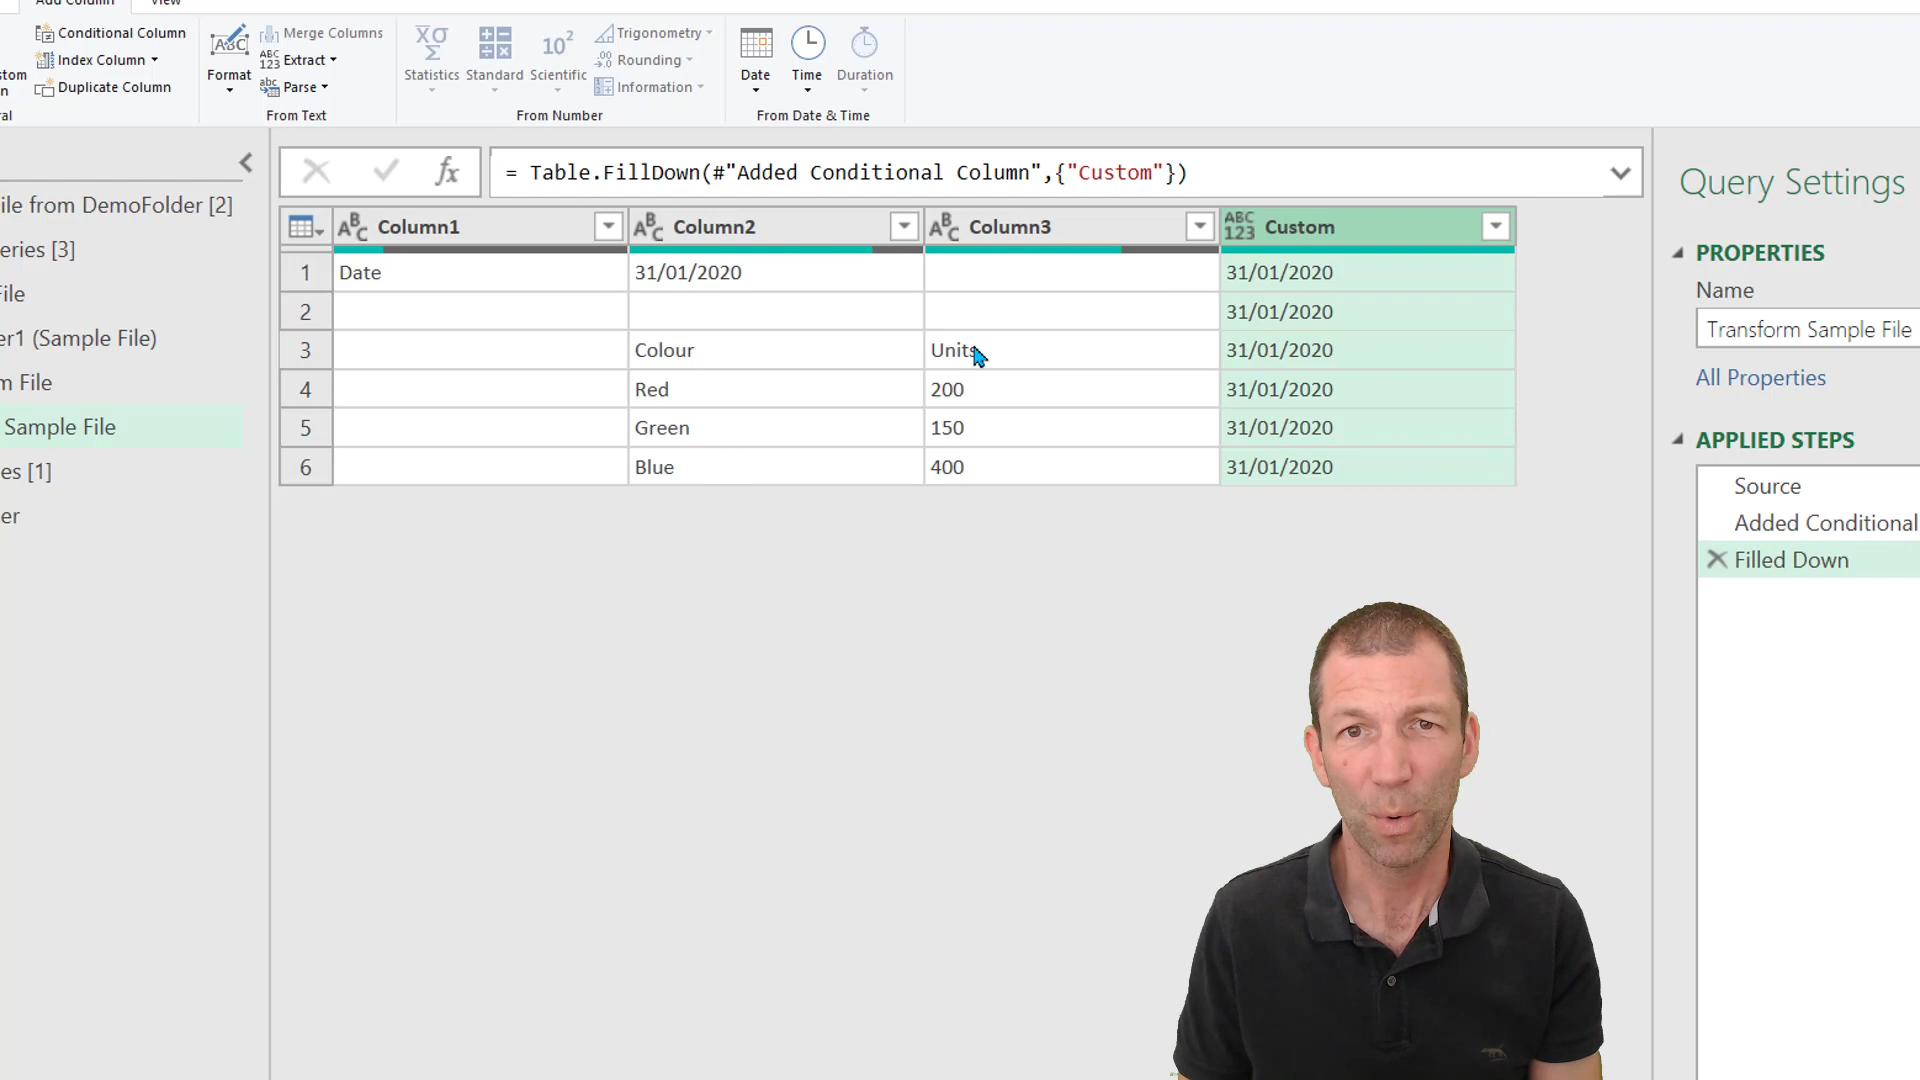 Add Column View
Conditional Column
Index Column
Duplicate Column
Format
Merge Columns
Extract
Parse
From Text
Statistics
Standard
Scientific
Trigonometry
Rounding
Information
From Number
Date
Time
Duration
From Date & Time
= Table.FillDown(#"Added Conditional Column",{"Custom"})
Column1 Column2 Column3 Custom
1 Date 31/01/2020 31/01/2020
2 31/01/2020
3 Colour Units 31/01/2020
4 Red 200 31/01/2020
5 Green 150 31/01/2020
6 Blue 400 31/01/2020
ile from DemoFolder [2]
eries [3]
File
er1 (Sample File)
m File
Sample File
es [1]
er
Query Settings
PROPERTIES
Name
Transform Sample File
All Properties
APPLIED STEPS
Source
Added Conditional
Filled Down